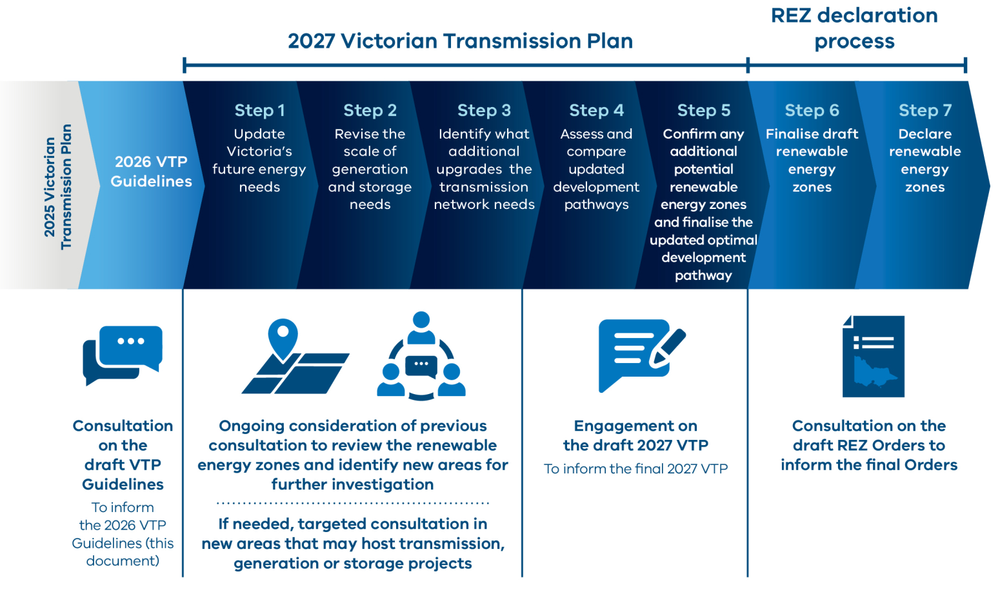 REZ declaration
process
2027 Victorian Transmission Plan
2025 Victorian
Transmission Plan
2026 VTP
Guidelines
Step 1
Update
Victoria’s
future energy
needs
Step 2
Revise the
scale of
generation
and storage
needs
Step 3
Identify what
additional
upgrades the
transmission
network needs
Step 4
Assess and
compare
updated
development
pathways
Step 5
Confirm any
additional
potential
renewable
energy zones
and finalise the
updated optimal
development
pathway
Step 6
Finalise draft
renewable
energy
zones
Step 7
Declare
renewable
energy
zones
Consultation
on the
draft VTP
Guidelines
To inform
the 2026 VTP
Guidelines (this
document)
Ongoing consideration of previous
consultation to review the renewable
energy zones and identify new areas for
further investigation
If needed, targeted consultation in
new areas that may host transmission,
generation or storage projects
Engagement on
the draft 2027 VTP
To inform the final 2027 VTP
Consultation on the
draft REZ Orders to
inform the final Orders